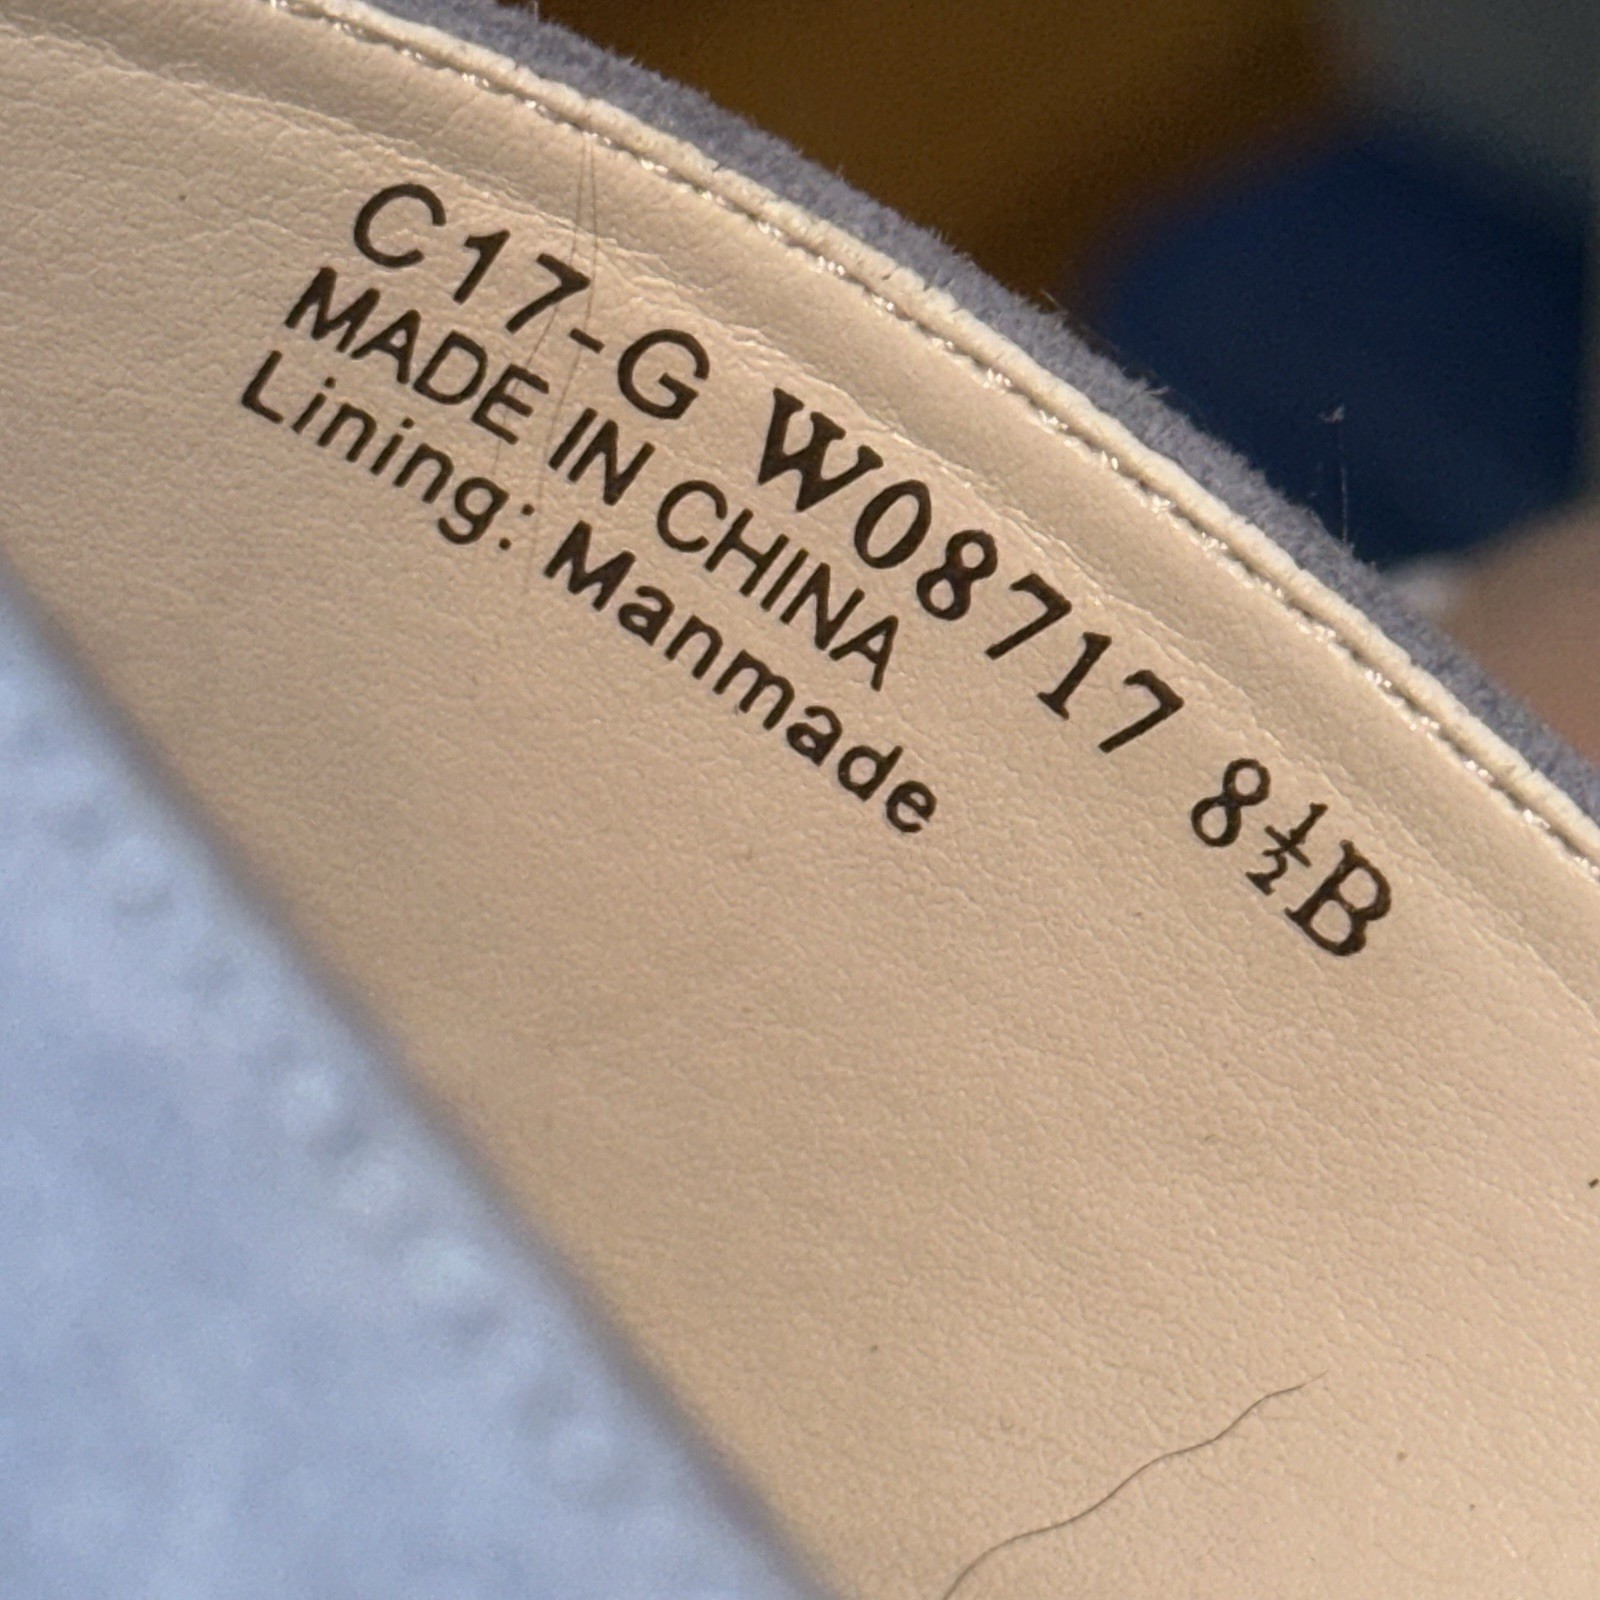 C17-G W08717 8½B
MADE IN CHINA
Lining: Manmade